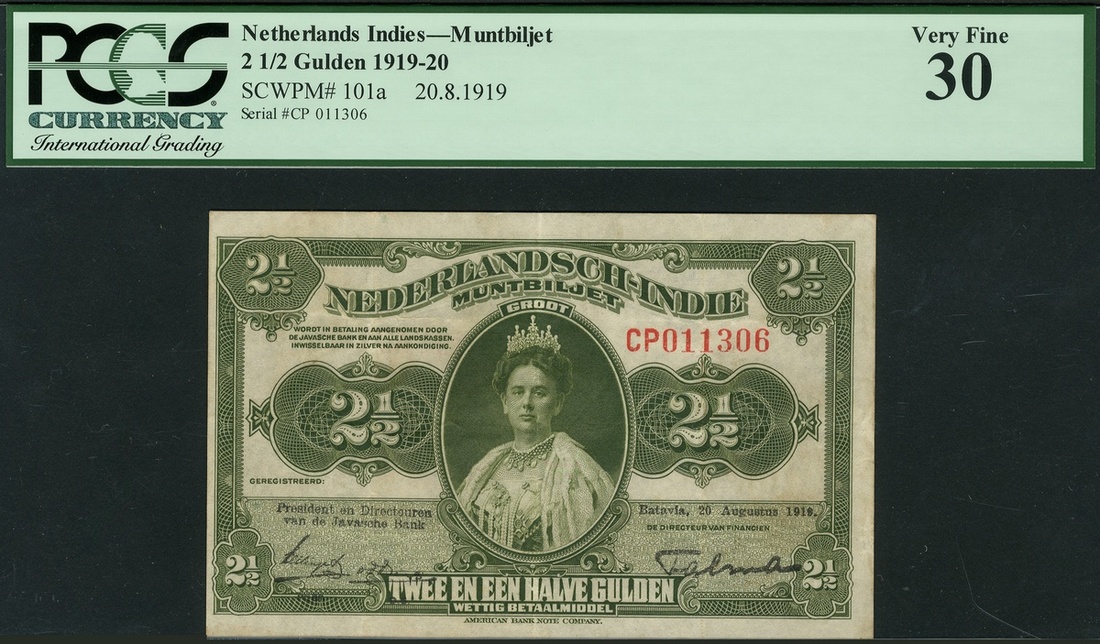 PCGS
CURRENCY
International Grading
Netherlands Indies—Muntbiljet
2 1/2 Gulden 1919-20
SCWPM# 101a 20.8.1919
Serial #CP 011306
Very Fine
30
2½ 2½
NEDERLANDSCH-INDIE
MUNTBILJET
GROOT
WORDT IN BETALING AANGENOMEN DOOR
DE JAVASCHE BANK EN AAN ALLE LANDSKASSEN.
INWISSELBAAR IN ZILVER NA AANKONDIGING.
CP011306
2½ 2½
GEREGISTREERD:
President en Directeuren
van de Javasche Bank
Batavia, 20 Augustus 1919.
DE DIRECTEUR VAN FINANCIEN
2½ 2½
TWEE EN EEN HALVE GULDEN
WETTIG BETAALMIDDEL
AMERICAN BANK NOTE COMPANY.